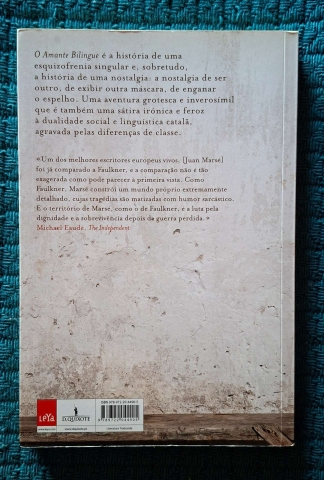 O Amante Bilingue é a história de uma
esquizofrenia singular e, sobretudo,
a história de uma nostalgia: a nostalgia de ser
outro, de exibir outra máscara, de enganar
o espelho. Uma aventura grotesca e inverosímil
que é também uma sátira irónica e feroz
à dualidade social e linguística catalã,
agravada pelas diferenças de classe.
«Um dos melhores escritores europeus vivos. [Juan Marsé]
foi já comparado a Faulkner, e a comparação não é tão
exagerada como pode parecer à primeira vista. Como
Faulkner, Marsé constrói um mundo próprio extremamente
detalhado, cujas tragédias são matizadas com humor sarcástico.
E o território de Marsé, como o de Faulkner, é a luta pela
dignidade e a sobrevivência depois da guerra perdida.»
Michael Eaude, The Independent
LEYA
D.QUIXOTE
ISBN